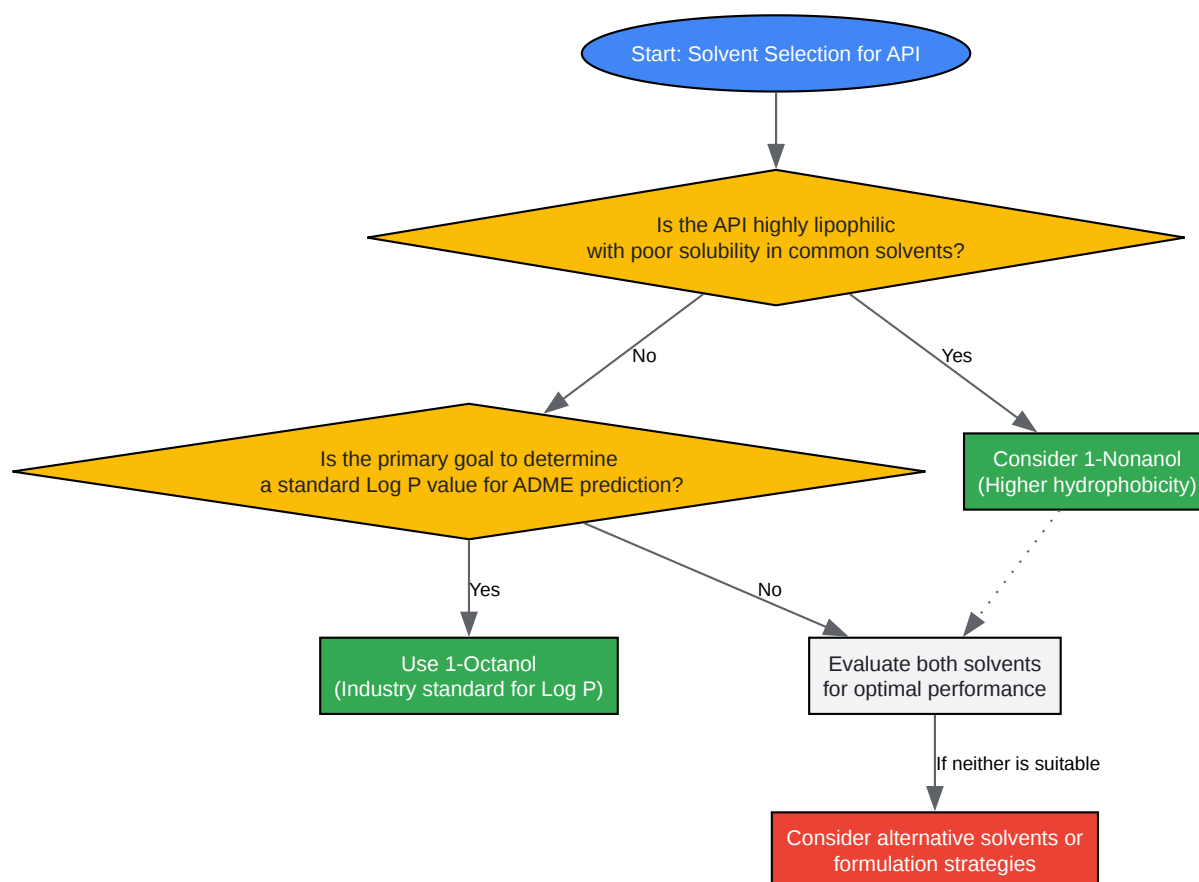 Start: Solvent Selection for API
Is the API highly lipophilic
with poor solubility in common solvents?
No
Yes
Is the primary goal to determine
a standard Log P value for ADME prediction?
Consider 1-Nonanol
(Higher hydrophobicity)
Yes
No
Use 1-Octanol
(Industry standard for Log P)
Evaluate both solvents
for optimal performance
If neither is suitable
Consider alternative solvents or
formulation strategies